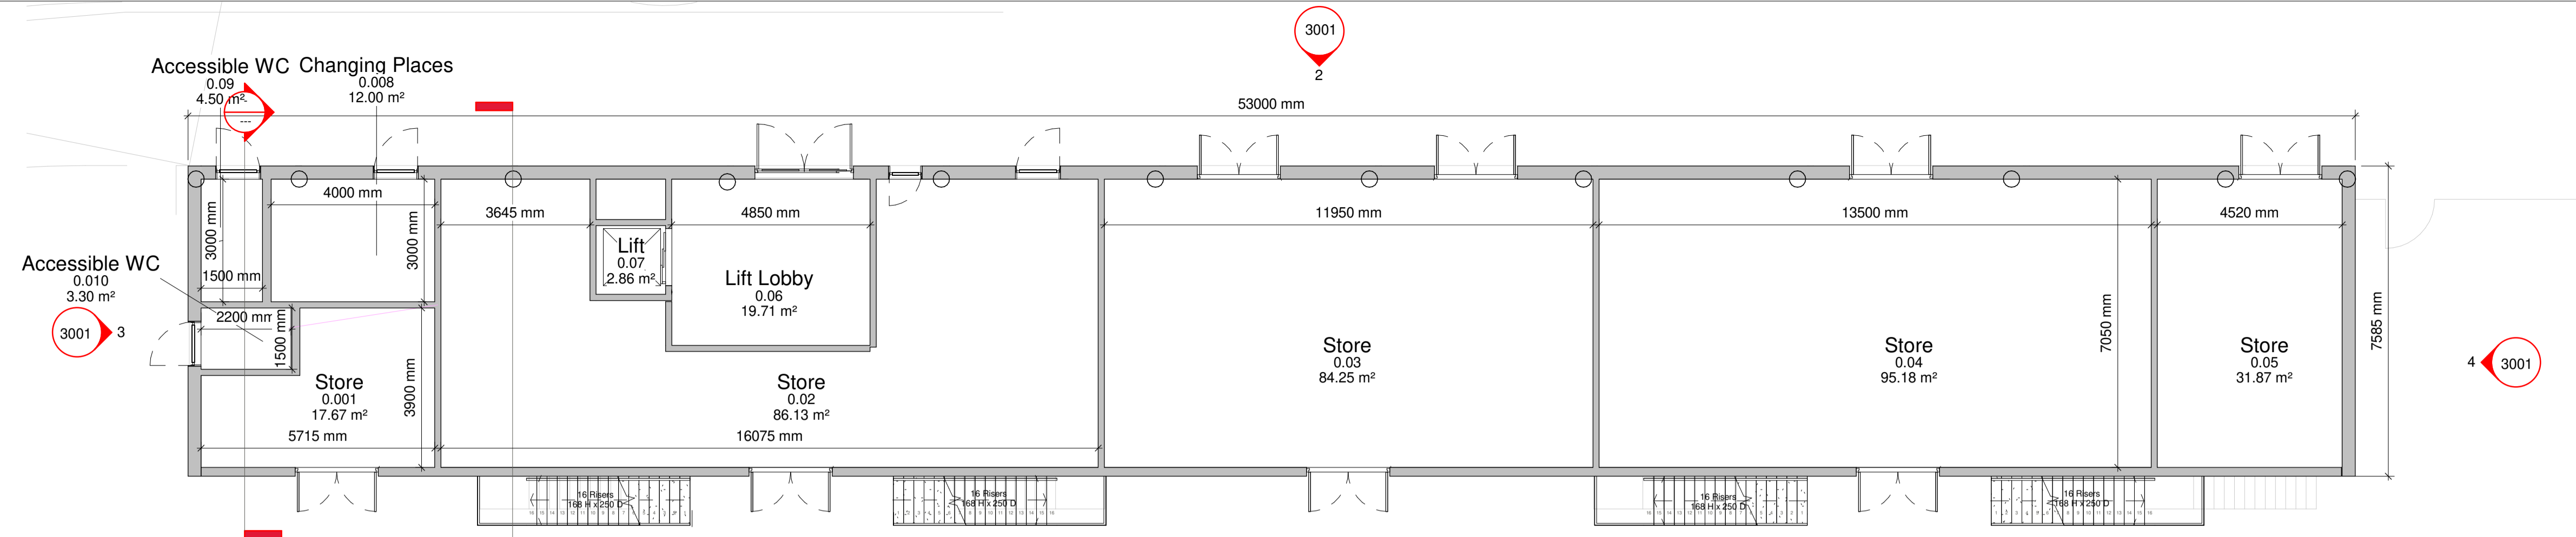 3001
2
Accessible WC
0.09
4.50 m²
Changing Places
0.008
12.00 m²
---
53000 mm
4000 mm
3000 mm
1500 mm
3000 mm
3645 mm
4850 mm
11950 mm
13500 mm
4520 mm
Lift
0.07
2.86 m²
Lift Lobby
0.06
19.71 m²
Accessible WC
0.010
3.30 m²
3001
3
2200 mm
1500 mm
3900 mm
Store
0.001
17.67 m²
5715 mm
Store
0.02
86.13 m²
16075 mm
Store
0.03
84.25 m²
Store
0.04
95.18 m²
7050 mm
Store
0.05
31.87 m²
7585 mm
4
3001
16 Risers
168 H x 250 D
16 Risers
168 H x 250 D
16 Risers
168 H x 250 D
16 Risers
168 H x 250 D